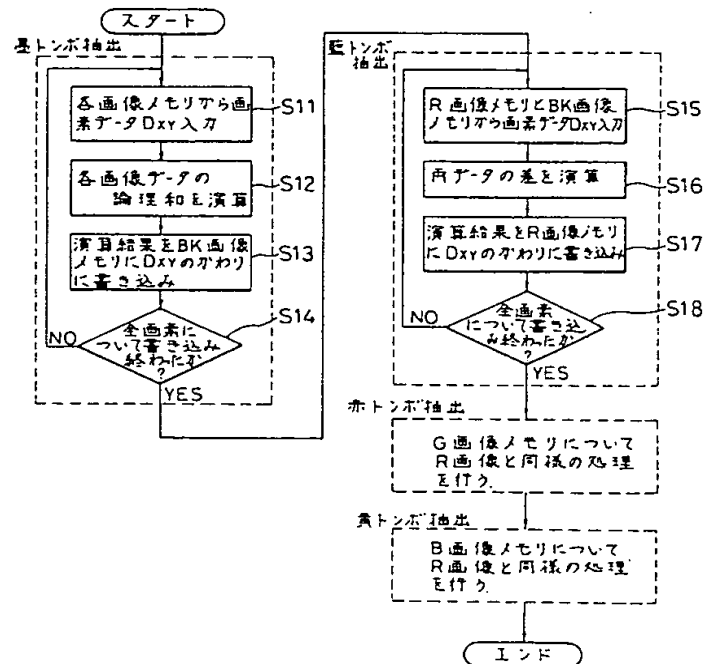 スタート
墨トンボ抽出
各画像メモリから画
素データDxy入力
S11
各画像データの
論理和を演算
S12
演算結果をBK画像
メモリにDxyのかわり
に書き込み
S13
全画素に
ついて書き込み
終わったか
?
S14
NO
YES
藍トンボ
抽出
R画像メモリとBK画像
メモリから画素データDxy入力
S15
両データの差を演算
S16
演算結果をR画像メモリ
にDxyのかわりに書き込み
S17
全画素
について書き込
み終わったか
?
S18
NO
YES
赤トンボ抽出
G画像メモリについて
R画像と同様の処理
を行う.
黄トンボ抽出
B画像メモリについて
R画像と同様の処理
を行う.
エンド